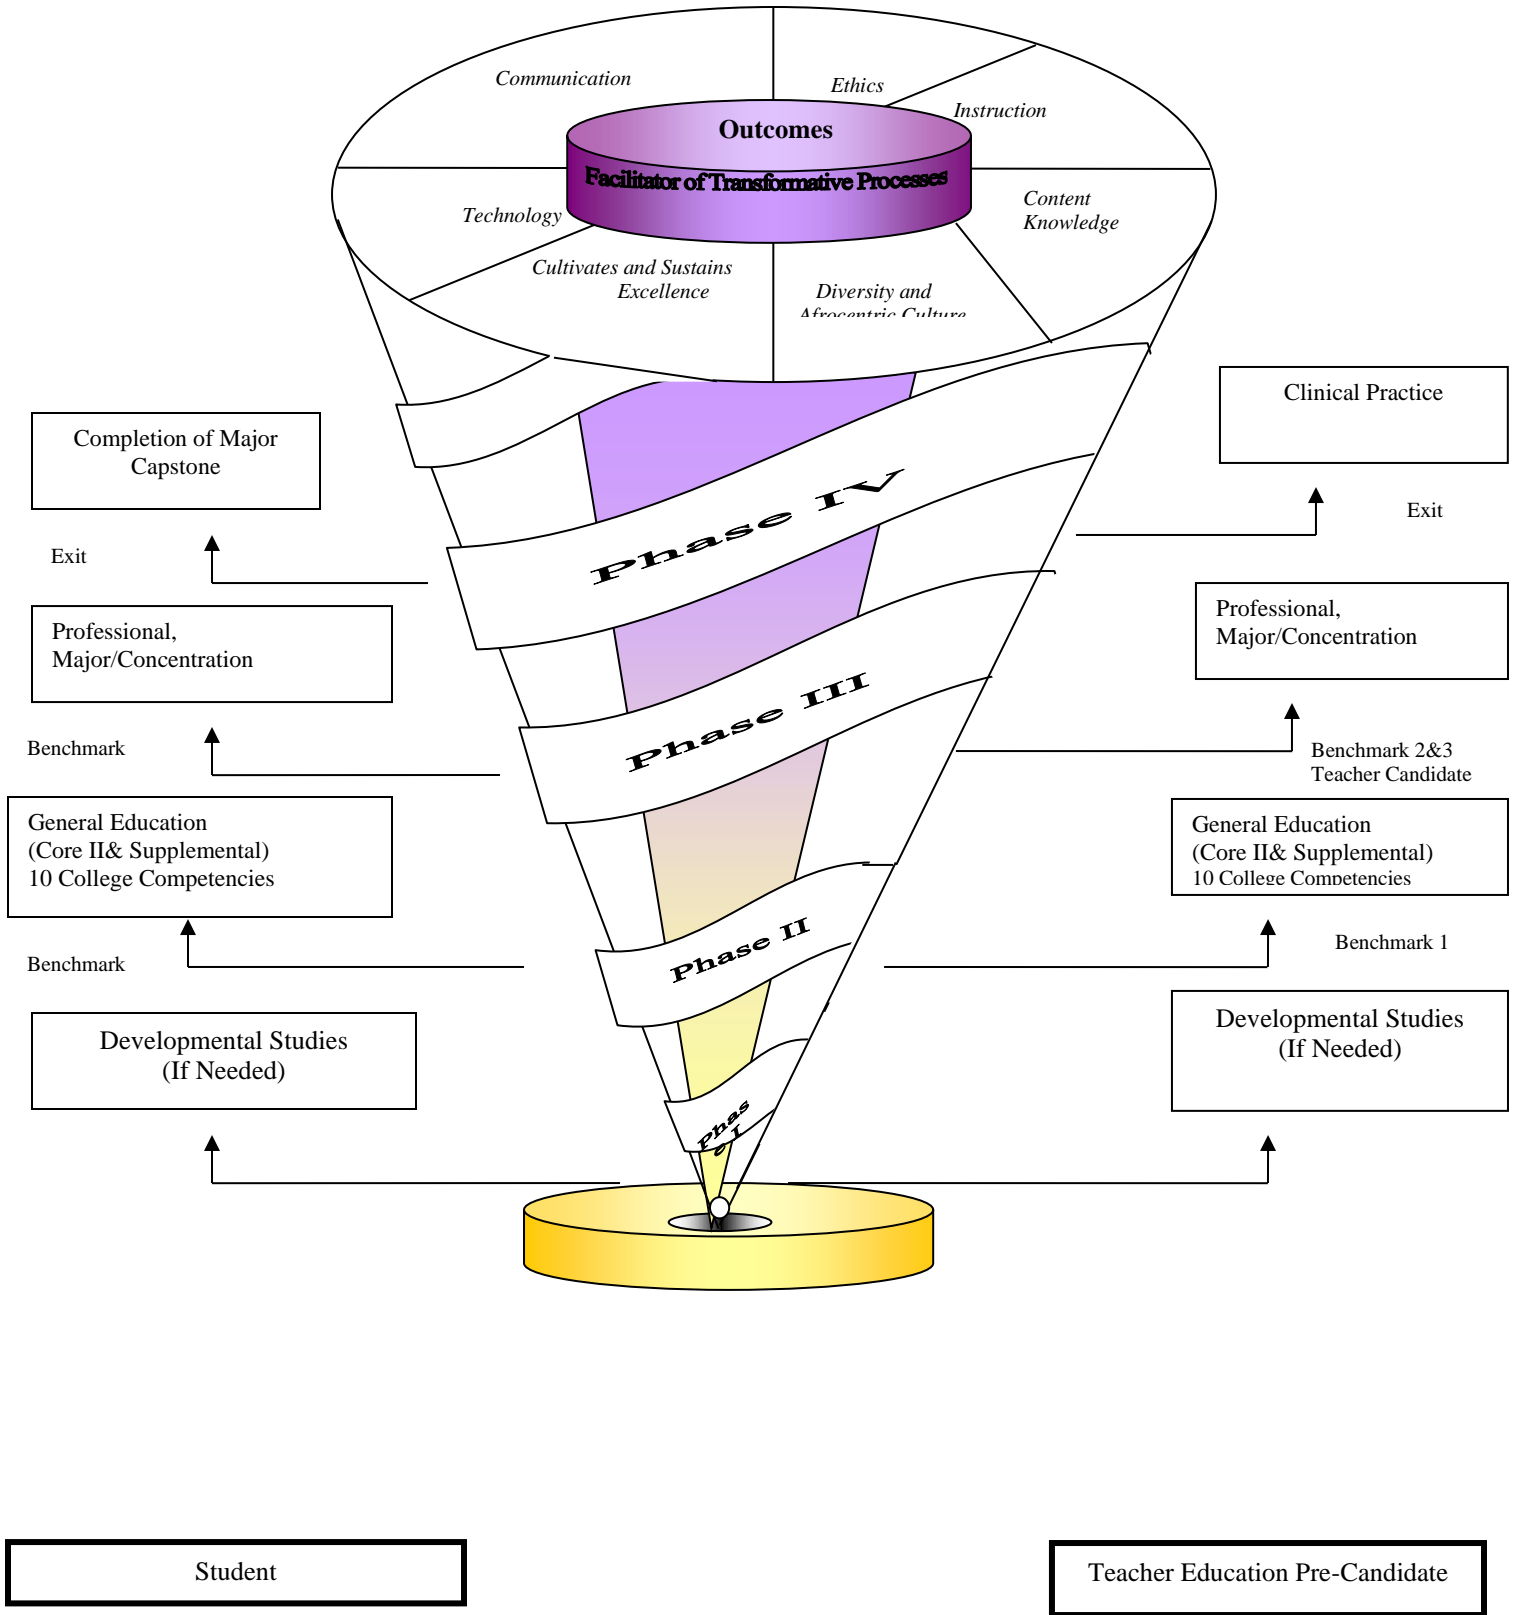 Communication
Ethics
Instruction
Outcomes
Facilitator of Transformative Processes
Content
Knowledge
Technology
Cultivates and Sustains
Excellence
Diversity and
Afrocentric Culture
Clinical Practice
Completion of Major
Capstone
Exit
Exit
Phase IV
Professional,
Major/Concentration
Professional,
Major/Concentration
Phase III
Benchmark
Benchmark 2&3
Teacher Candidate
General Education
(Core II& Supplemental)
10 College Competencies
General Education
(Core II& Supplemental)
10 College Competencies
Phase II
Benchmark
Benchmark 1
Developmental Studies
(If Needed)
Developmental Studies
(If Needed)
Phas
e I
Student
Teacher Education Pre-Candidate